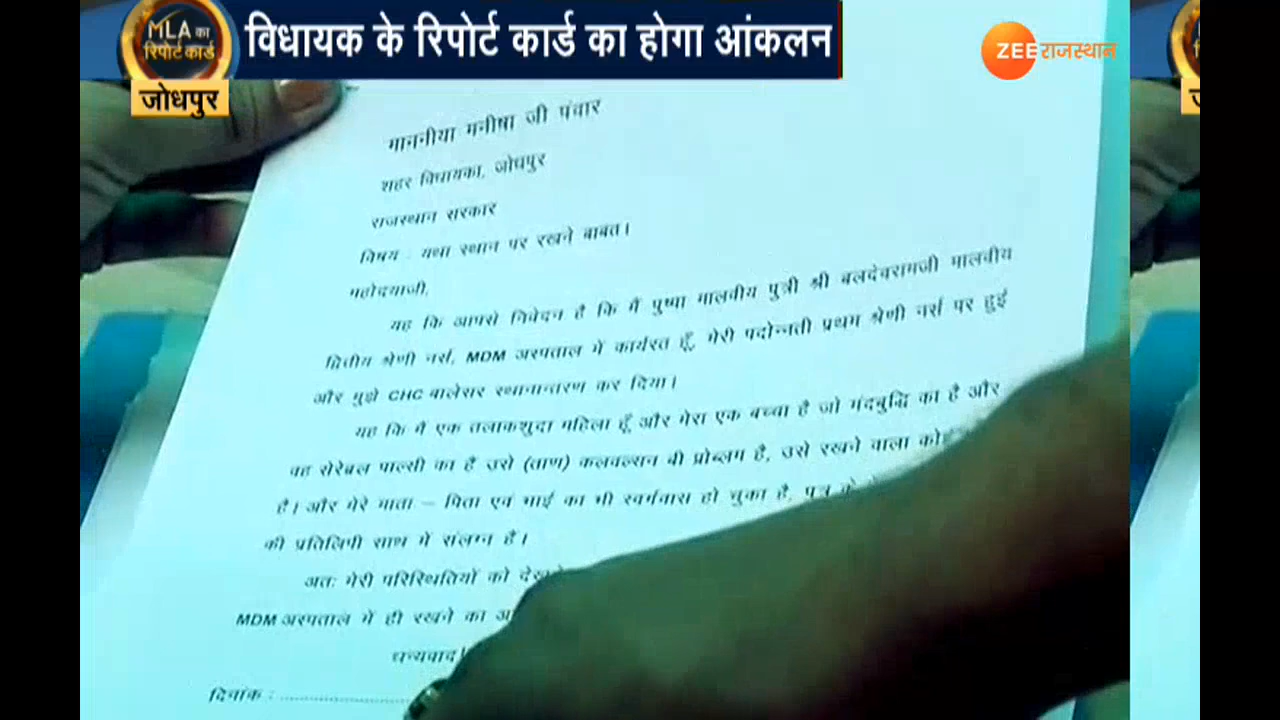 MLA का
रिपोर्ट कार्ड
जोधपुर
विधायक के रिपोर्ट कार्ड का होगा आंकलन
ZEE राजस्थान
माननीया मनीषा जी पंवार
शहर विधायका, जोधपुर
राजस्थान सरकार
विषय : यथा स्थान पर रखने बाबत।
महोदयाजी,
यह कि आपसे निवेदन है कि मैं पुष्पा मालवीय पुत्री श्री बलदेवरामजी मालवीय
द्वितीय श्रेणी नर्स, MDM अस्पताल में कार्यरत हूँ, मेरी पदोन्नती प्रथम श्रेणी नर्स पर हुई
और मुझे CHC बालेसर स्थानान्तरण कर दिया।
यह कि मैं एक तलाकशुदा महिला हूँ और मेरा एक बच्चा है जो मंदबुद्धि का है और
वह सेरेब्रल पाल्सी का है उसे (ताण) कलवल्सन की प्रोब्लम है, उसे रखने वाला
है। और मेरे माता – पिता एवं भाई का भी स्वर्गवास हो चुका है, पुत्र के
की प्रतिलिपी साथ में संलग्न है।
अतः मेरी परिस्थितियों को
MDM अस्पताल में ही रखने का
धन्यवाद।
दिनांक : ....................